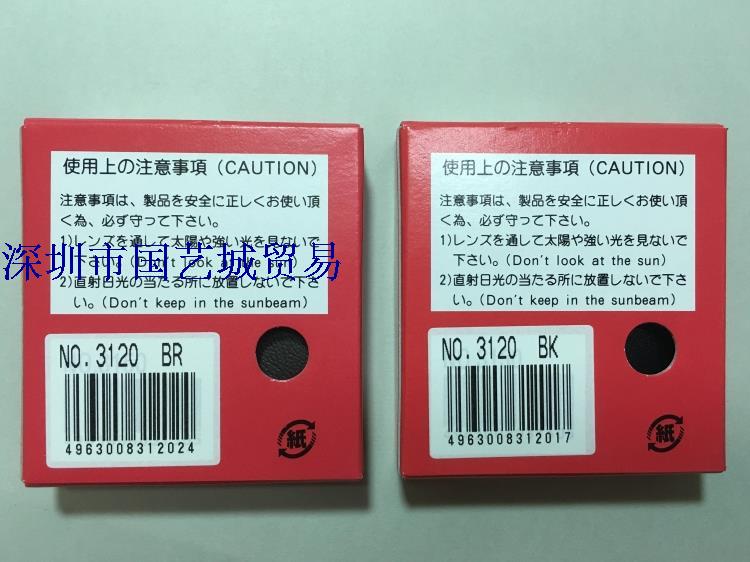 使用上の注意事項（CAUTION）
注意事項は、製品を安全に正しくお使い頂
く為、必ず守って下さい。
1)レンズを通して太陽や強い光を見ないで
下さい。(Don't look at the sun)
2)直射日光の当たる所に放置しないで下さ
い。(Don't keep in the sunbeam)
NO.3120 BR
4963008312024
紙
使用上の注意事項（CAUTION）
注意事項は、製品を安全に正しくお使い頂
く為、必ず守って下さい。
1)レンズを通して太陽や強い光を見ないで
下さい。(Don't look at the sun)
2)直射日光の当たる所に放置しないで下さ
い。(Don't keep in the sunbeam)
NO.3120 BK
4963008312017
紙
深圳市国艺城贸易